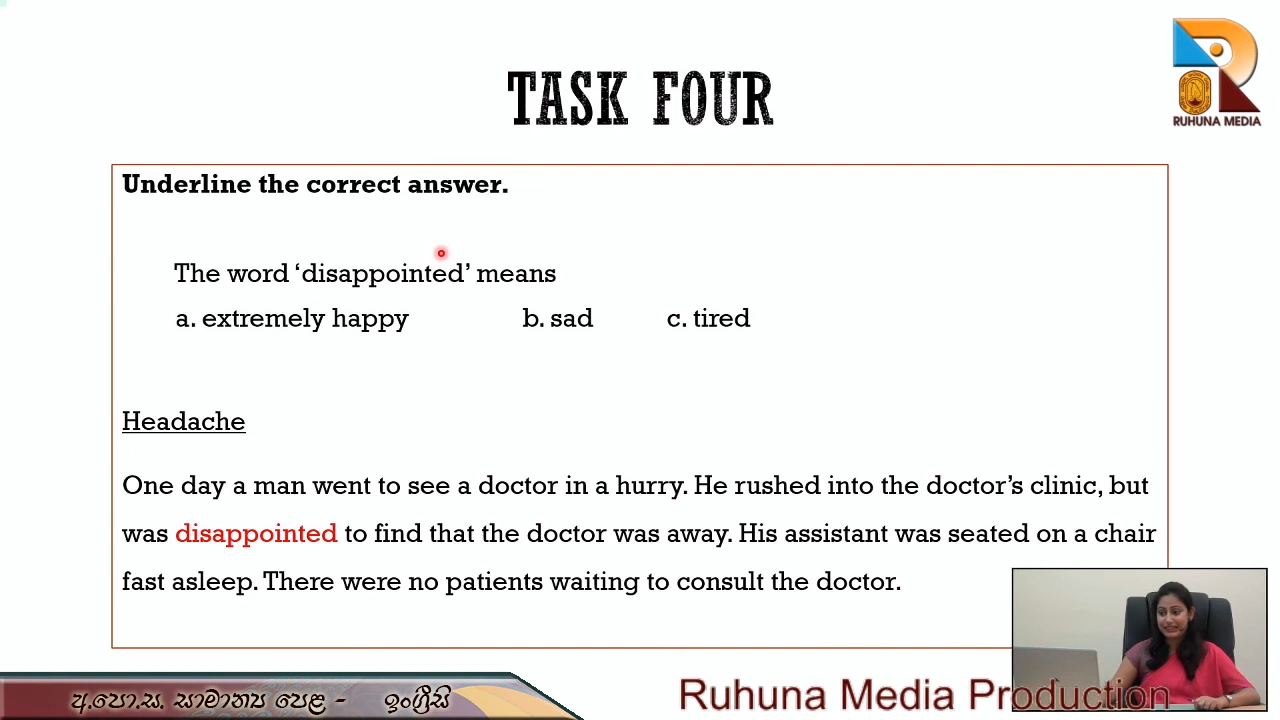 TASK FOUR
RUHUNA MEDIA
Underline the correct answer.
The word ‘disappointed’ means
a. extremely happy b. sad c. tired
Headache
One day a man went to see a doctor in a hurry. He rushed into the doctor’s clinic, but
was disappointed to find that the doctor was away. His assistant was seated on a chair
fast asleep. There were no patients waiting to consult the doctor.
අ.පො.ස. සාමාන්‍ය පෙළ - ඉංග්‍රීසි
Ruhuna Media Production